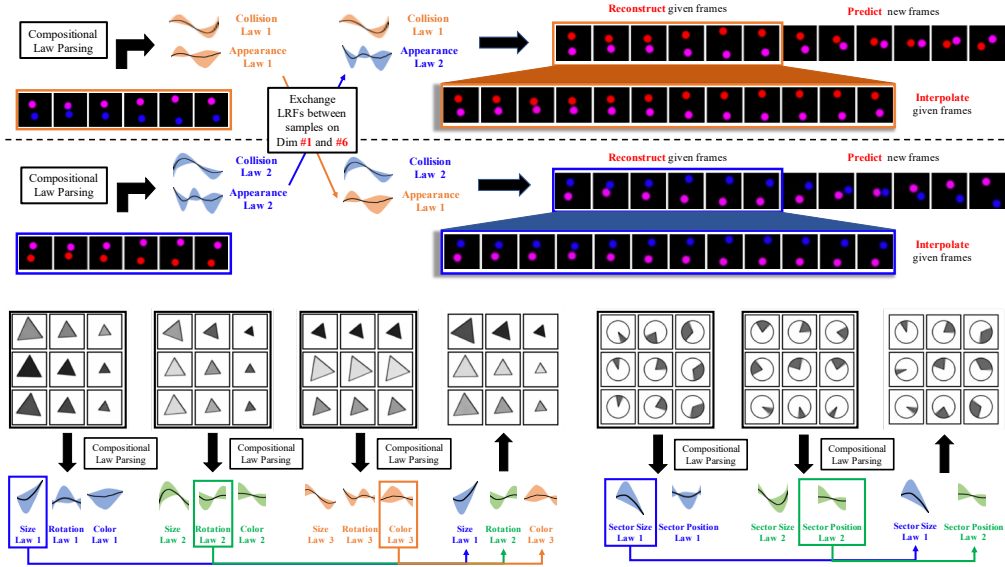 Compositional
Law Parsing
Collision
Law 1
Appearance
Law 1
Collision
Law 1
Appearance
Law 2
Reconstruct given frames
Predict new frames
Interpolate
given frames
Exchange
LRFs between
samples on
Dim #1 and #6
Compositional
Law Parsing
Collision
Law 2
Appearance
Law 2
Collision
Law 2
Appearance
Law 1
Reconstruct given frames
Predict new frames
Interpolate
given frames
Compositional
Law Parsing
Compositional
Law Parsing
Compositional
Law Parsing
Compositional
Law Parsing
Compositional
Law Parsing
Size
Law 1
Rotation
Law 1
Color
Law 1
Size
Law 2
Rotation
Law 2
Color
Law 2
Size
Law 3
Rotation
Law 3
Color
Law 3
Size
Law 1
Rotation
Law 2
Color
Law 3
Sector Size
Law 1
Sector Position
Law 1
Sector Size
Law 2
Sector Position
Law 2
Sector Size
Law 1
Sector Position
Law 2